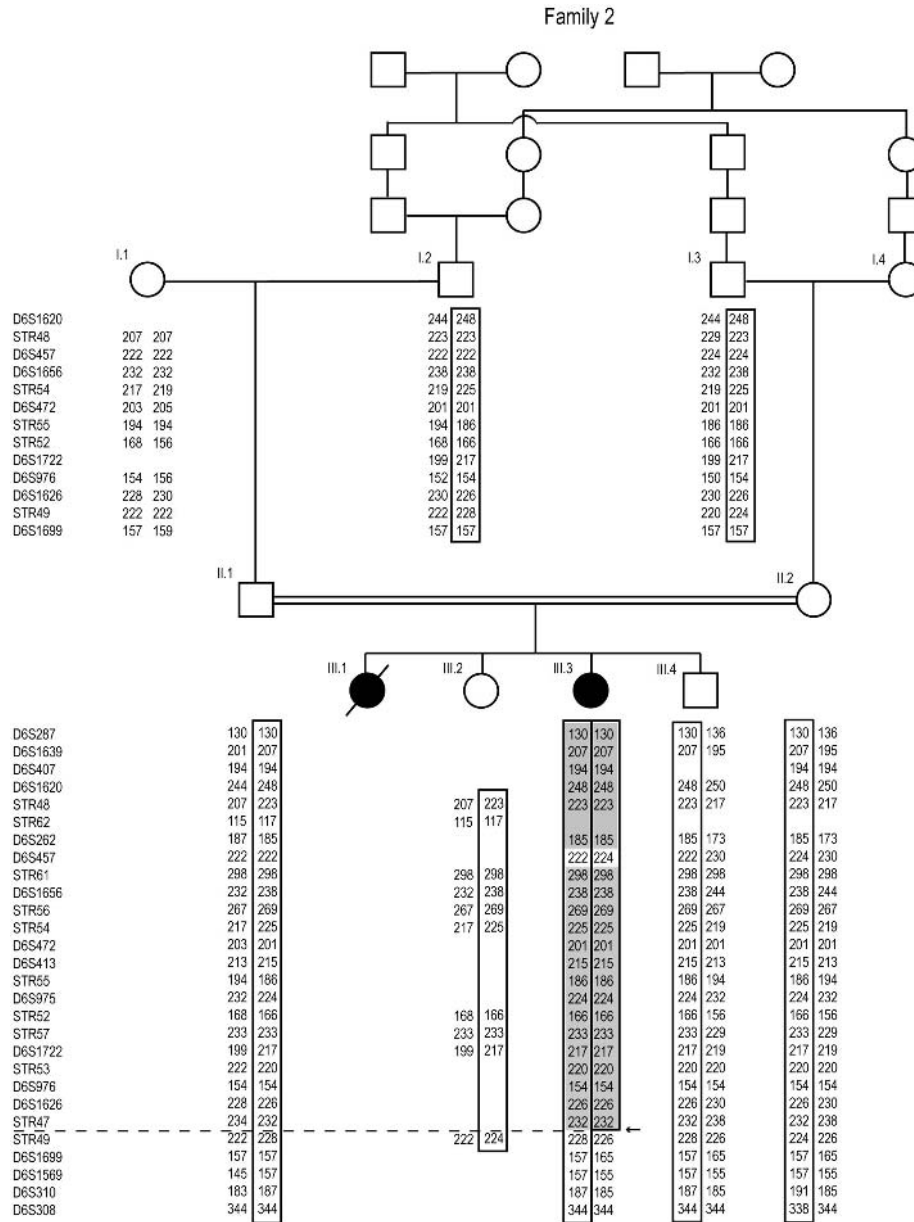 Family 2
I.1 I.2 I.3 I.4
D6S1620 244 248 244 248
STR48 207 207 223 223 229 223
D6S457 222 222 222 222 224 224
D6S1656 232 232 238 238 232 238
STR54 217 219 219 225 219 225
D6S472 203 205 201 201 201 201
STR55 194 194 194 186 186 186
STR52 168 156 168 166 166 166
D6S1722 199 217 199 217
D6S976 154 156 152 154 150 154
D6S1626 228 230 230 226 230 226
STR49 222 222 222 228 220 224
D6S1699 157 159 157 157 157 157
II.1 II.2
III.1 III.2 III.3 III.4
D6S287 130 130 130 130 130 136 130 136
D6S1639 201 207 207 207 207 195 207 195
D6S407 194 194 194 194 194 194
D6S1620 244 248 248 248 248 250 248 250
STR48 207 223 207 223 223 223 223 217 223 217
STR62 115 117 115 117
D6S262 187 185 185 185 185 173 185 173
D6S457 222 222 222 224 222 230 224 230
STR61 298 298 298 298 298 298 298 298 298 298
D6S1656 232 238 232 238 238 238 238 244 238 244
STR56 267 269 267 269 269 269 269 267 269 267
STR54 217 225 217 225 225 225 225 219 225 219
D6S472 203 201 201 201 201 201 201 201
D6S413 213 215 215 215 215 213 215 213
STR55 194 186 186 186 186 194 186 194
D6S975 232 224 224 224 224 232 224 232
STR52 168 166 168 166 166 166 166 156 166 156
STR57 233 233 233 233 233 233 233 229 233 229
D6S1722 199 217 199 217 217 217 217 219 217 219
STR53 222 220 220 220 220 220 220 220
D6S976 154 154 154 154 154 154 154 154
D6S1626 228 226 226 226 226 230 226 230
STR47 234 232 232 232 232 238 232 238
STR49 222 228 222 224 228 226 228 226 224 226
D6S1699 157 157 157 165 157 165 157 165
D6S1569 145 157 157 155 157 155 157 155
D6S310 183 187 187 185 187 185 191 185
D6S308 344 344 344 344 344 344 338 344